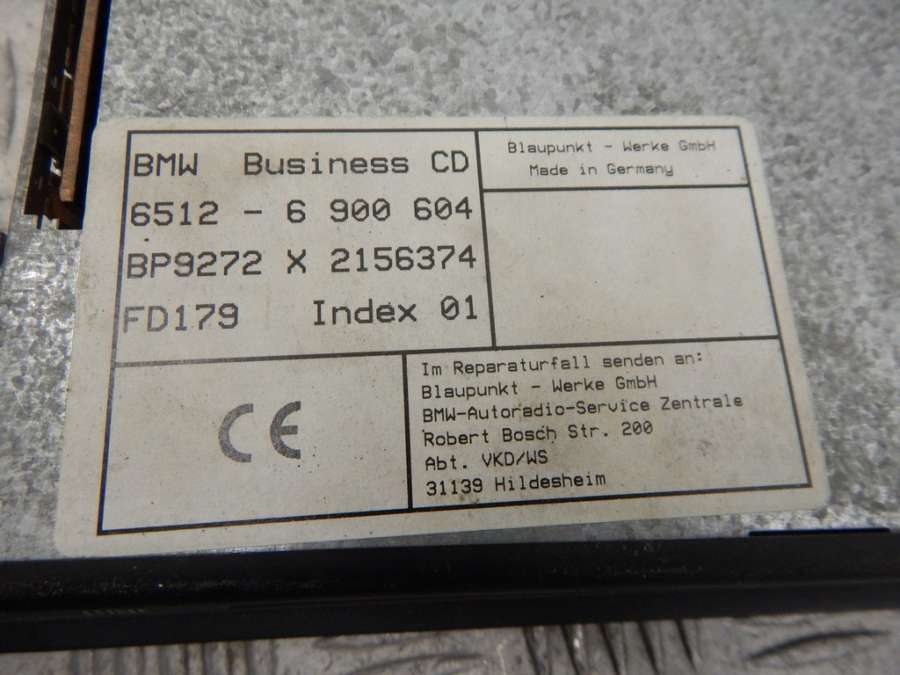 BMW Business CD
6512 - 6 900 604
BP9272 X 2156374
FD179 Index 01
Blaupunkt - Werke GmbH
Made in Germany
CE
Im Reparaturfall senden an:
Blaupunkt - Werke GmbH
BMW-Autoradio-Service Zentrale
Robert Bosch Str. 200
Abt. VKD/WS
31139 Hildesheim